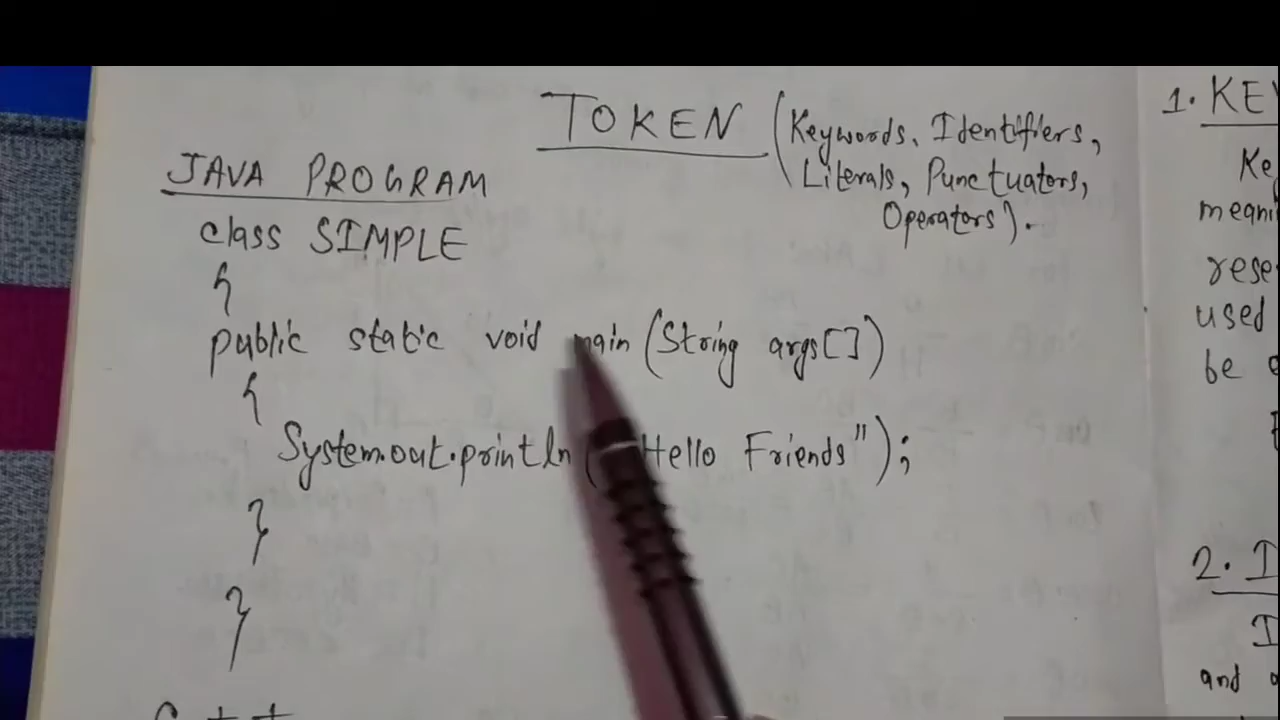 TOKEN (Keywords, Identifiers,
Literals, Punctuators,
Operators).
JAVA PROGRAM
class SIMPLE
{
public static void main (String args[])
{
System.out.println ( Hello Friends");
}
}
1. KE
Ke
meani
rese
used
be
2. I
I
and